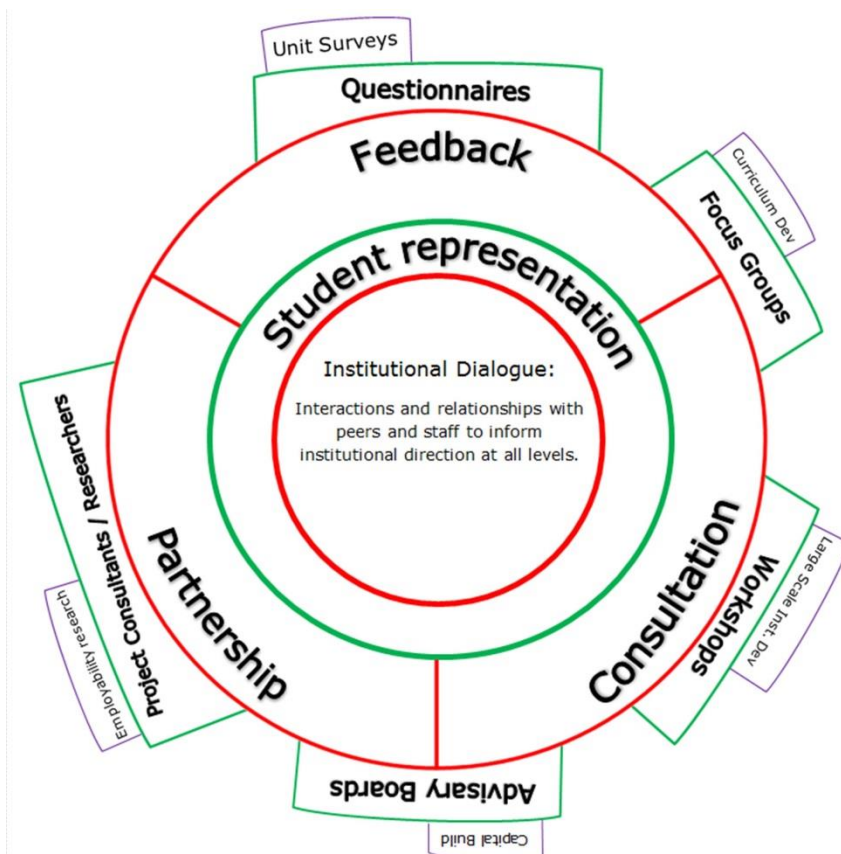 Unit Surveys
Questionnaires
Feedback
Curriculum Dev
Focus Groups
Student representation
Institutional Dialogue:
Interactions and relationships with
peers and staff to inform
institutional direction at all levels.
Consultation
Workshops
Large Scale Inst. Dev
Partnership
Project Consultants / Researchers
Employability research
Advisary Boards
Capital Build